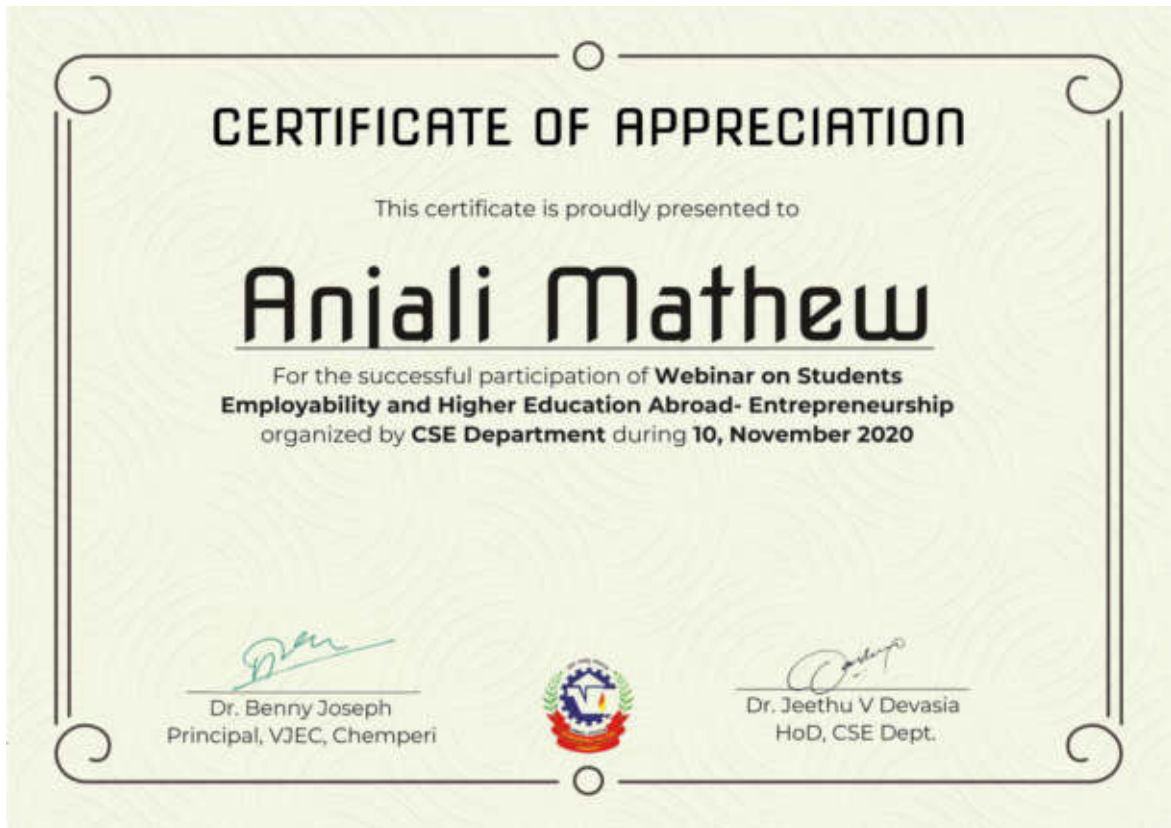 CERTIFICATE OF APPRECIATION
This certificate is proudly presented to
Anjali Mathew
For the successful participation of Webinar on Students
Employability and Higher Education Abroad- Entrepreneurship
organized by CSE Department during 10, November 2020
Dr. Benny Joseph
Principal, VJEC, Chemperi
Dr. Jeethu V Devasia
HoD, CSE Dept.